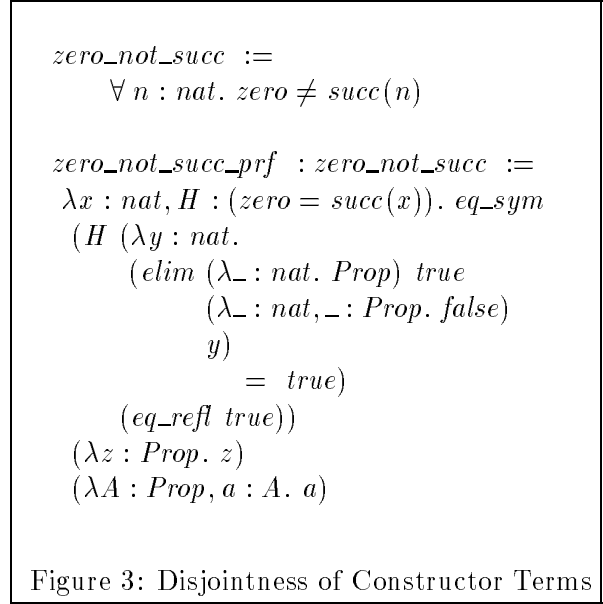 zero_not_succ :=
∀ n : nat. zero ≠ succ(n)
zero_not_succ_prf : zero_not_succ :=
λx : nat, H : (zero = succ(x)). eq_sym
(H (λy : nat.
(elim (λ_ : nat. Prop) true
(λ_ : nat, _ : Prop. false)
y)
= true)
(eq_refl true))
(λz : Prop. z)
(λA : Prop, a : A. a)
Figure 3: Disjointness of Constructor Terms